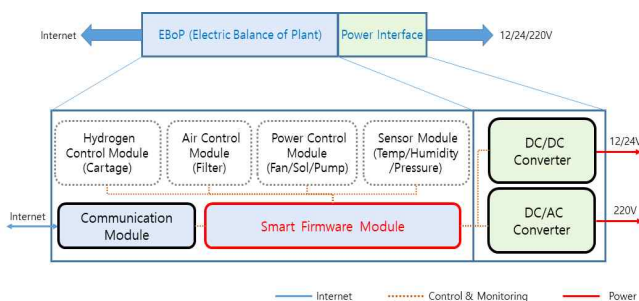 Internet
EBoP (Electric Balance of Plant)
Power Interface
12/24/220V
Hydrogen
Control Module
(Cartage)
Air Control
Module
(Filter)
Power Control
Module
(Fan/Sol/Pump)
Sensor Module
(Temp/Humidity
/Pressure)
DC/DC
Converter
12/24V
Internet
Communication
Module
Smart Firmware Module
DC/AC
Converter
220V
Internet
Control & Monitoring
Power